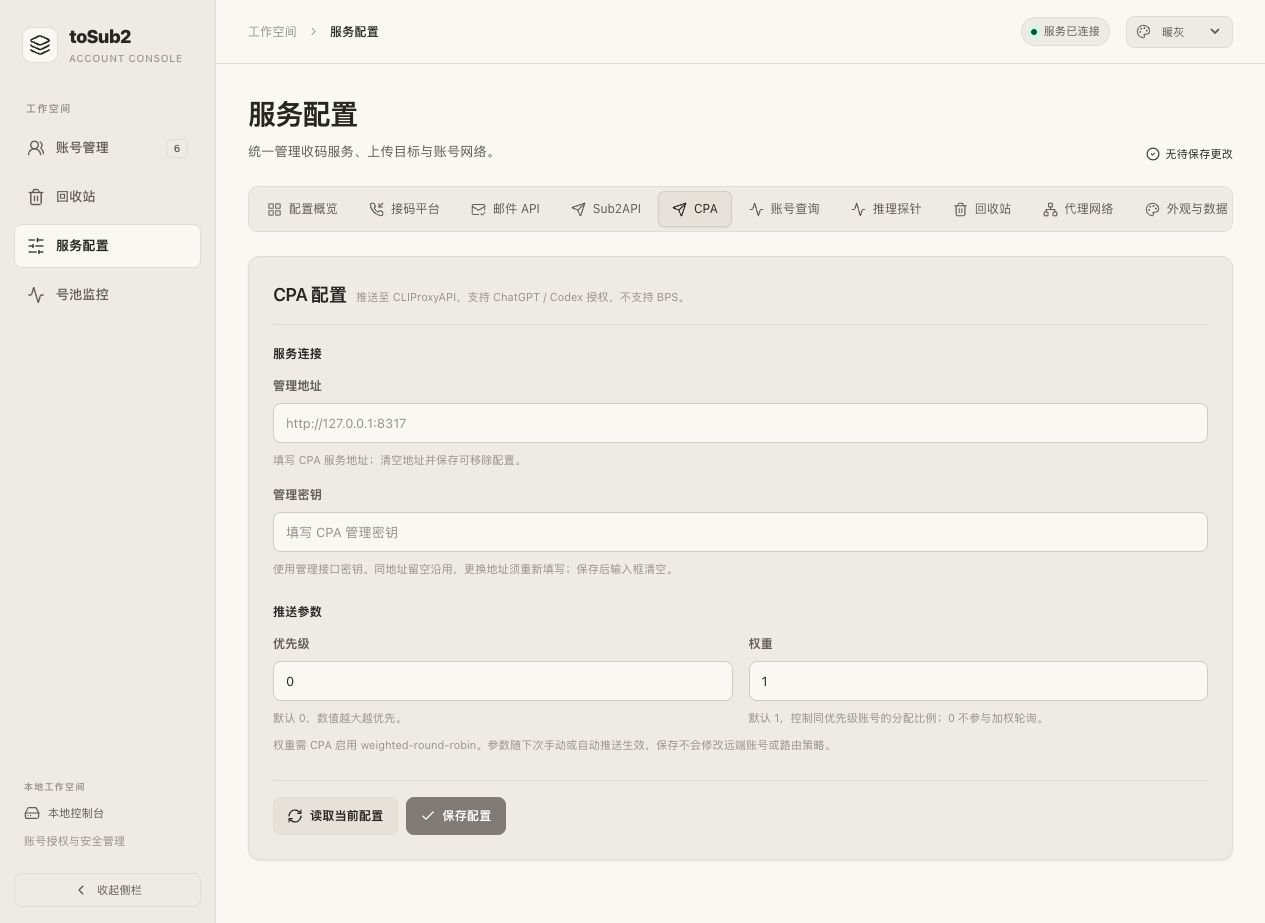 toSub2
ACCOUNT CONSOLE
工作空间
账号管理 6
回收站
服务配置
号池监控
本地工作空间
本地控制台
账号授权与安全管理
收起侧栏
工作空间 服务配置
服务已连接 暖灰
服务配置
统一管理收码服务、上传目标与账号网络。
无待保存更改
配置概览 接码平台 邮件 API Sub2API CPA 账号查询 推理探针 回收站 代理网络 外观与数据
CPA 配置 推送至 CLIProxyAPI，支持 ChatGPT / Codex 授权，不支持 BPS。
服务连接
管理地址
http://127.0.0.1:8317
填写 CPA 服务地址；清空地址并保存可移除配置。
管理密钥
填写 CPA 管理密钥
使用管理接口密钥。同地址留空沿用，更换地址须重新填写；保存后输入框清空。
推送参数
优先级 权重
0 1
默认 0，数值越大越优先。 默认 1，控制同优先级账号的分配比例；0 不参与加权轮询。
权重需 CPA 启用 weighted-round-robin。参数随下次手动或自动推送生效，保存不会修改远端账号或路由策略。
读取当前配置 保存配置